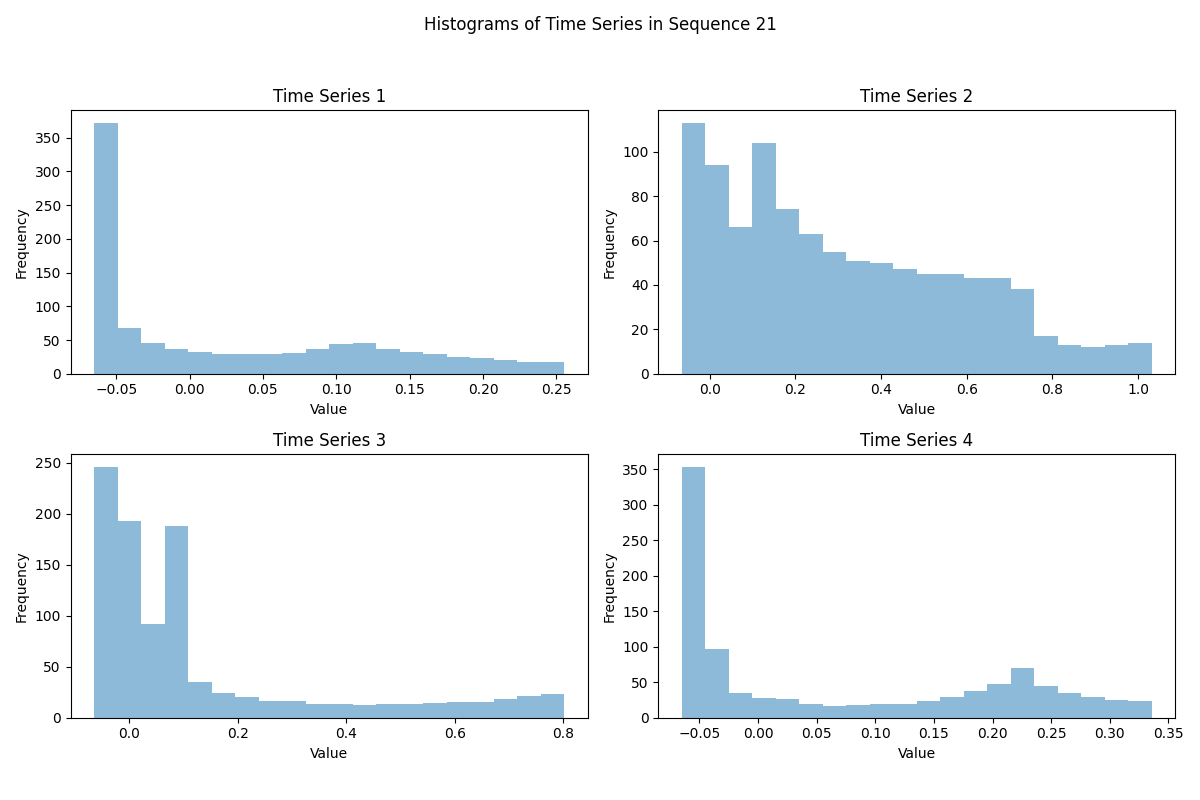 Histograms of Time Series in Sequence 21
Time Series 1
Frequency
350
300
250
200
150
100
50
0
−0.05 0.00 0.05 0.10 0.15 0.20 0.25
Value
Time Series 2
Frequency
100
80
60
40
20
0
0.0 0.2 0.4 0.6 0.8 1.0
Value
Time Series 3
Frequency
250
200
150
100
50
0
0.0 0.2 0.4 0.6 0.8
Value
Time Series 4
Frequency
350
300
250
200
150
100
50
0
−0.05 0.00 0.05 0.10 0.15 0.20 0.25 0.30 0.35
Value